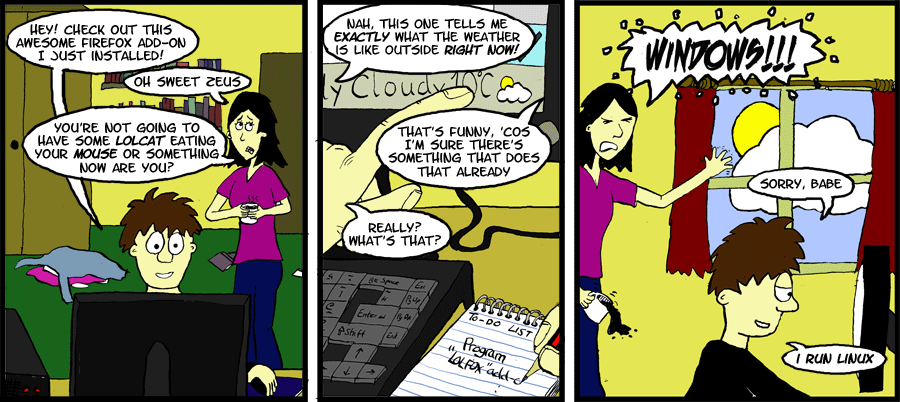 HEY! CHECK OUT THIS
AWESOME FIREFOX ADD-ON
I JUST INSTALLED!
OH SWEET ZEUS
YOU'RE NOT GOING TO
HAVE SOME LOLCAT EATING
YOUR MOUSE OR SOMETHING
NOW ARE YOU?
NAH, THIS ONE TELLS ME
EXACTLY WHAT THE WEATHER
IS LIKE OUTSIDE RIGHT NOW!
ly Cloudy 10°C
THAT'S FUNNY, 'COS
I'M SURE THERE'S
SOMETHING THAT DOES
THAT ALREADY
REALLY?
WHAT'S THAT?
Bk Space
Enter
Shift
TO-DO LIST
Program
"LOLFOX" add-o
WINDOWS!!!
SORRY, BABE
I RUN LINUX